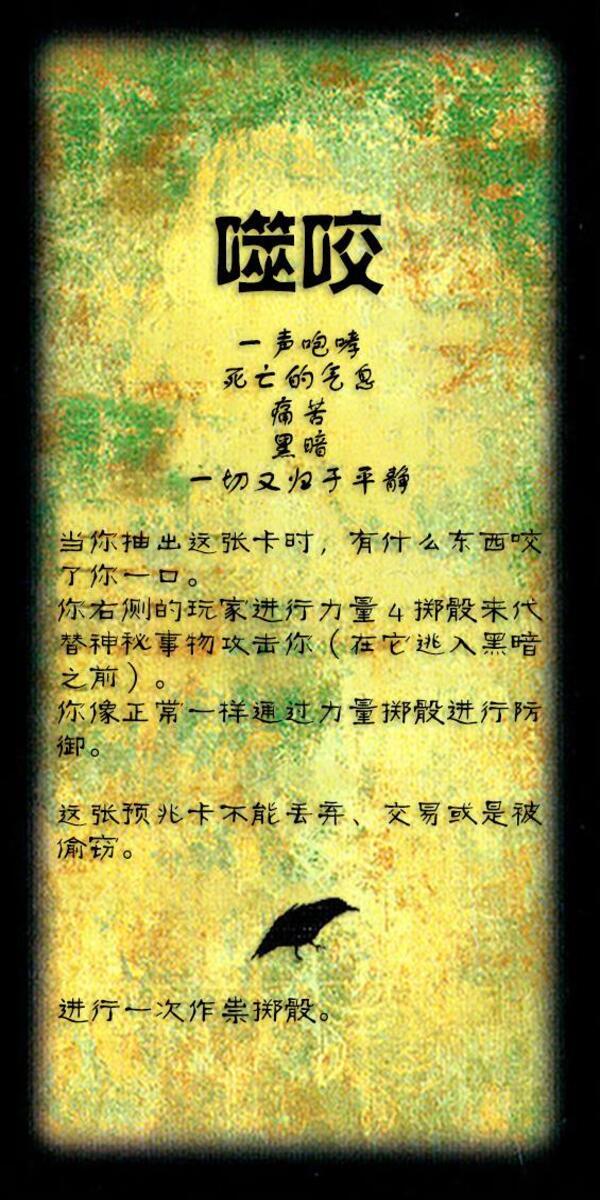 噬咬
一声咆哮
死亡的气息
痛苦
黑暗
一切又归于平静
当你抽出这张卡时，有什么东西咬
了你一口。
你右侧的玩家进行力量4掷骰来代
替神秘事物攻击你（在它逃入黑暗
之前）。
你像正常一样通过力量掷骰进行防
御。
这张预兆卡不能丢弃、交易或是被
偷窃。
进行一次作祟掷骰。